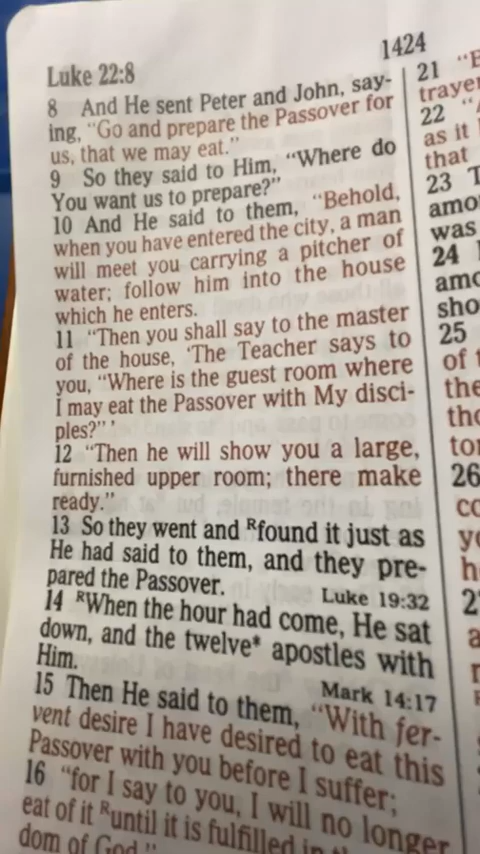 Luke 22:8
1424
8 And He sent Peter and John, say-
ing, "Go and prepare the Passover for
us, that we may eat."
9 So they said to Him, "Where do
You want us to prepare?"
10 And He said to them, "Behold,
when you have entered the city, a man
will meet you carrying a pitcher of
water; follow him into the house
which he enters.
11 "Then you shall say to the master
of the house, 'The Teacher says to
you, "Where is the guest room where
I may eat the Passover with My disci-
ples?" '
12 "Then he will show you a large,
furnished upper room; there make
ready."
13 So they went and Rfound it just as
He had said to them, and they pre-
pared the Passover. Luke 19:32
14 RWhen the hour had come, He sat
down, and the twelve* apostles with
Him. Mark 14:17
15 Then He said to them, "With fer-
vent desire I have desired to eat this
Passover with you before I suffer;
16 "for I say to you, I will no longer
eat of it Runtil it is fulfilled in
dom of God."
21
22
as it
that
23
was
24
25
of
the
26